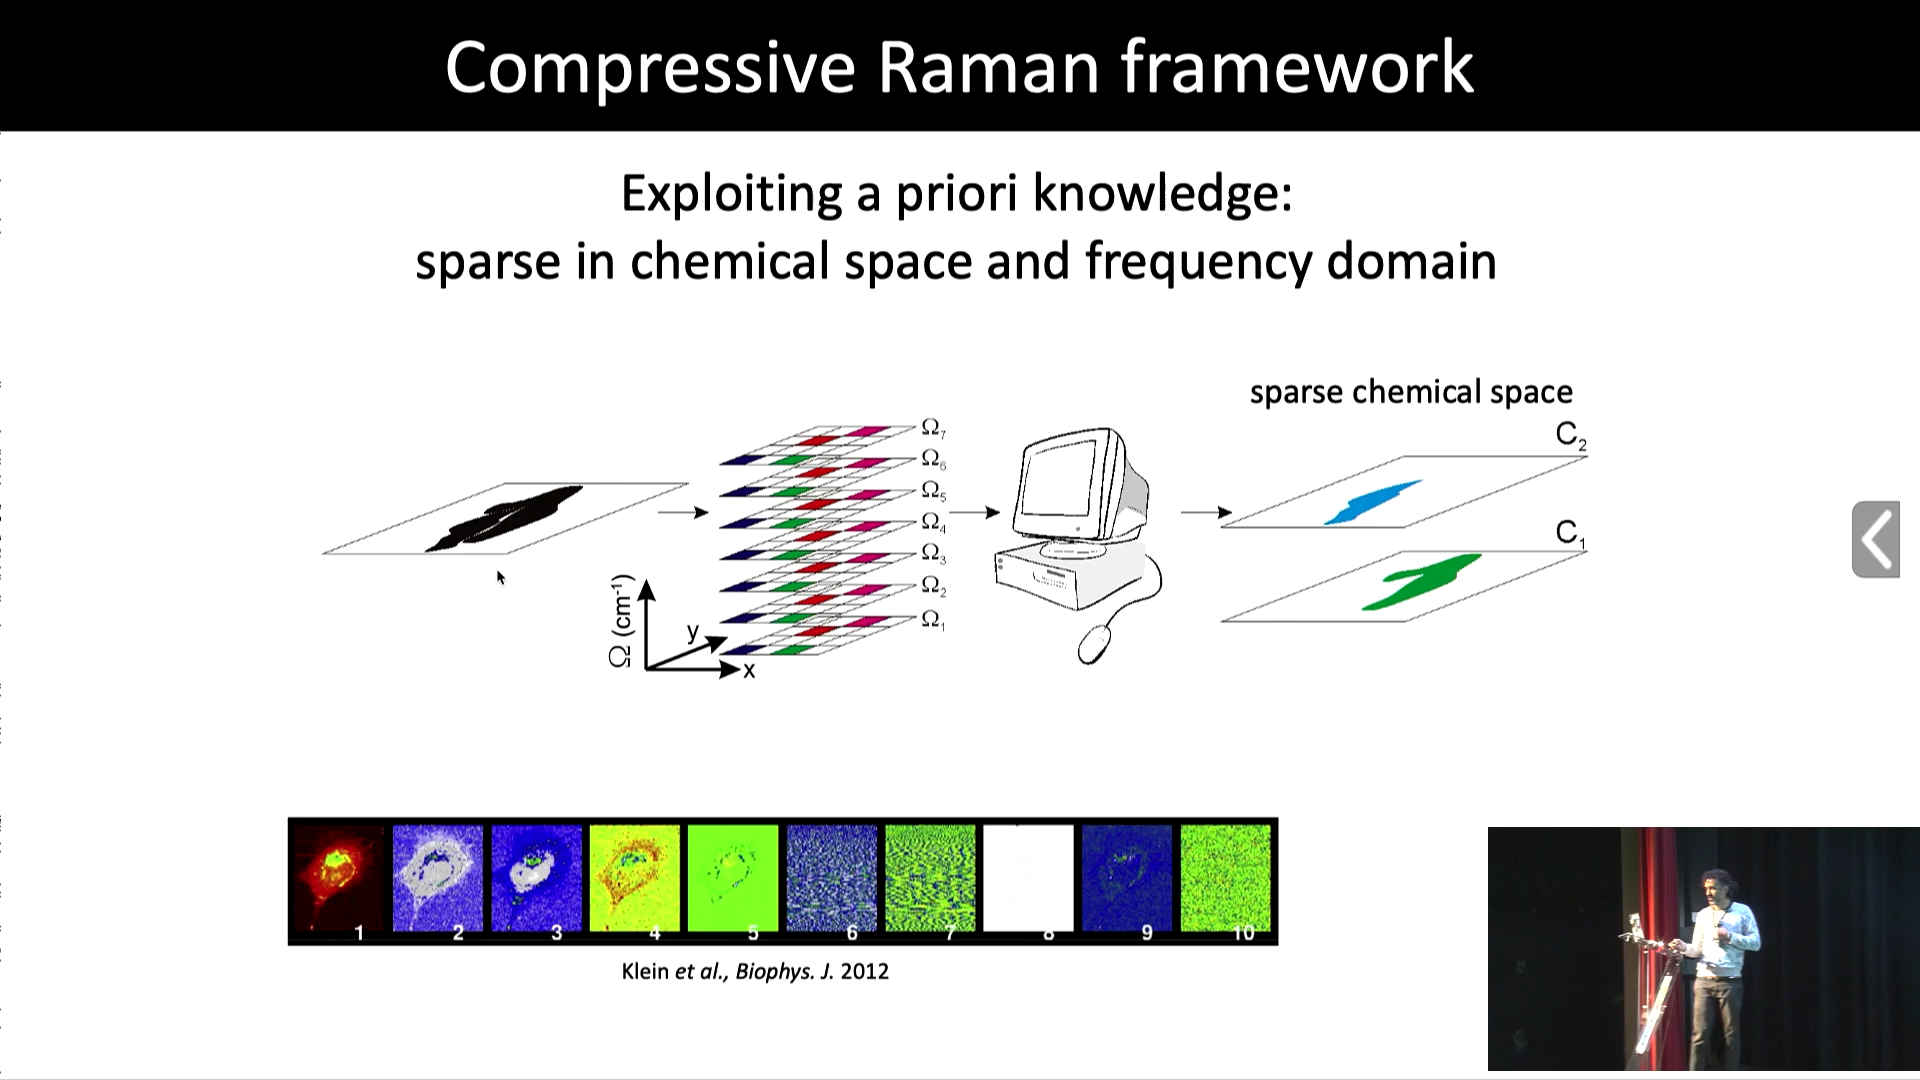 Compressive Raman framework
Exploiting a priori knowledge:
sparse in chemical space and frequency domain
sparse chemical space
C₂
C₁
Ω₇
Ω₆
Ω₅
Ω₄
Ω₃
Ω₂
Ω₁
Ω (cm⁻¹)
y
x
1 2 3 4 5 6 7 8 9 10
Klein et al., Biophys. J. 2012